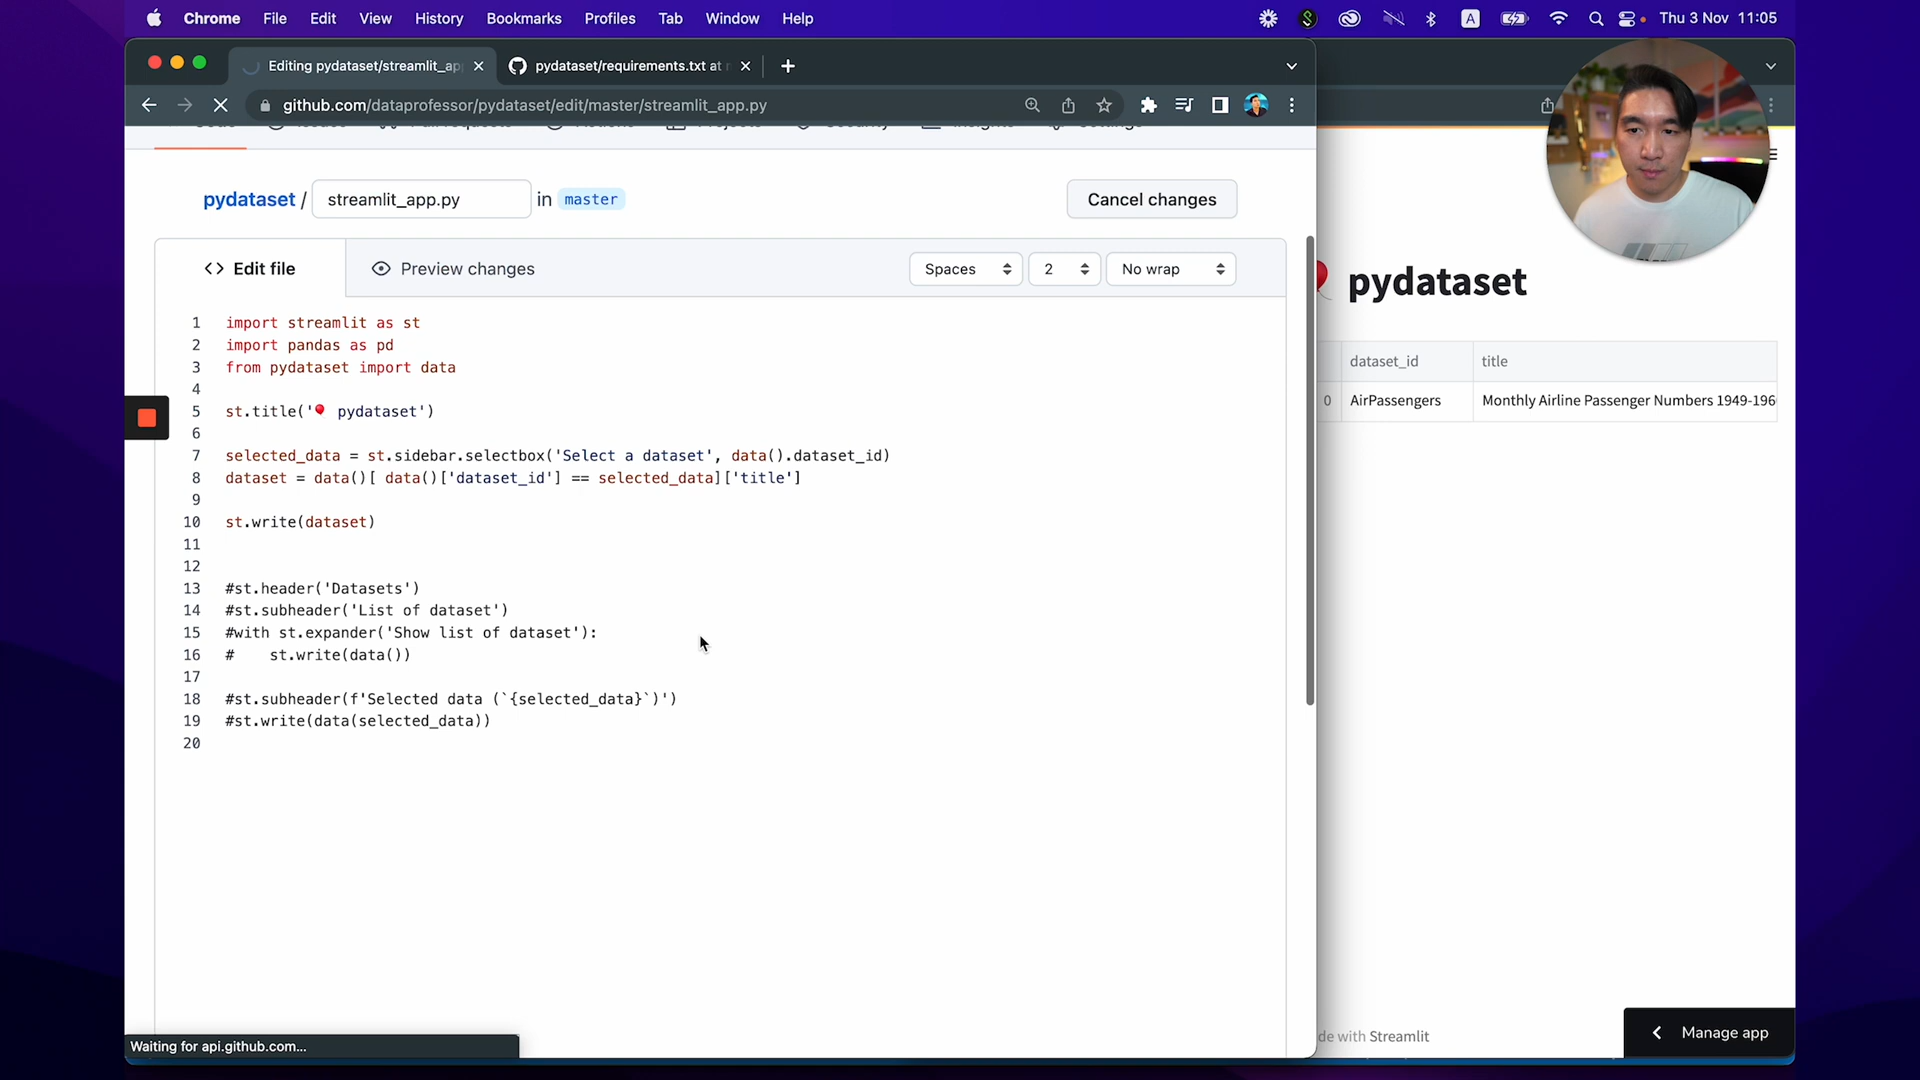 Chrome File Edit View History Bookmarks Profiles Tab Window Help
A
Thu 3 Nov 11:05
Editing pydataset/streamlit_ap
pydataset/requirements.txt at
github.com/dataprofessor/pydataset/edit/master/streamlit_app.py
pydataset / streamlit_app.py in master
Cancel changes
<> Edit file
Preview changes
Spaces 2 No wrap
1 import streamlit as st
2 import pandas as pd
3 from pydataset import data
4
5 st.title('🎈 pydataset')
6
7 selected_data = st.sidebar.selectbox('Select a dataset', data().dataset_id)
8 dataset = data()[ data()['dataset_id'] == selected_data]['title']
9
10 st.write(dataset)
11
12
13 #st.header('Datasets')
14 #st.subheader('List of dataset')
15 #with st.expander('Show list of dataset'):
16 #    st.write(data())
17
18 #st.subheader(f'Selected data (`{selected_data}`)')
19 #st.write(data(selected_data))
20
Waiting for api.github.com...
pydataset
dataset_id title
0 AirPassengers Monthly Airline Passenger Numbers 1949-196
de with Streamlit
Manage app